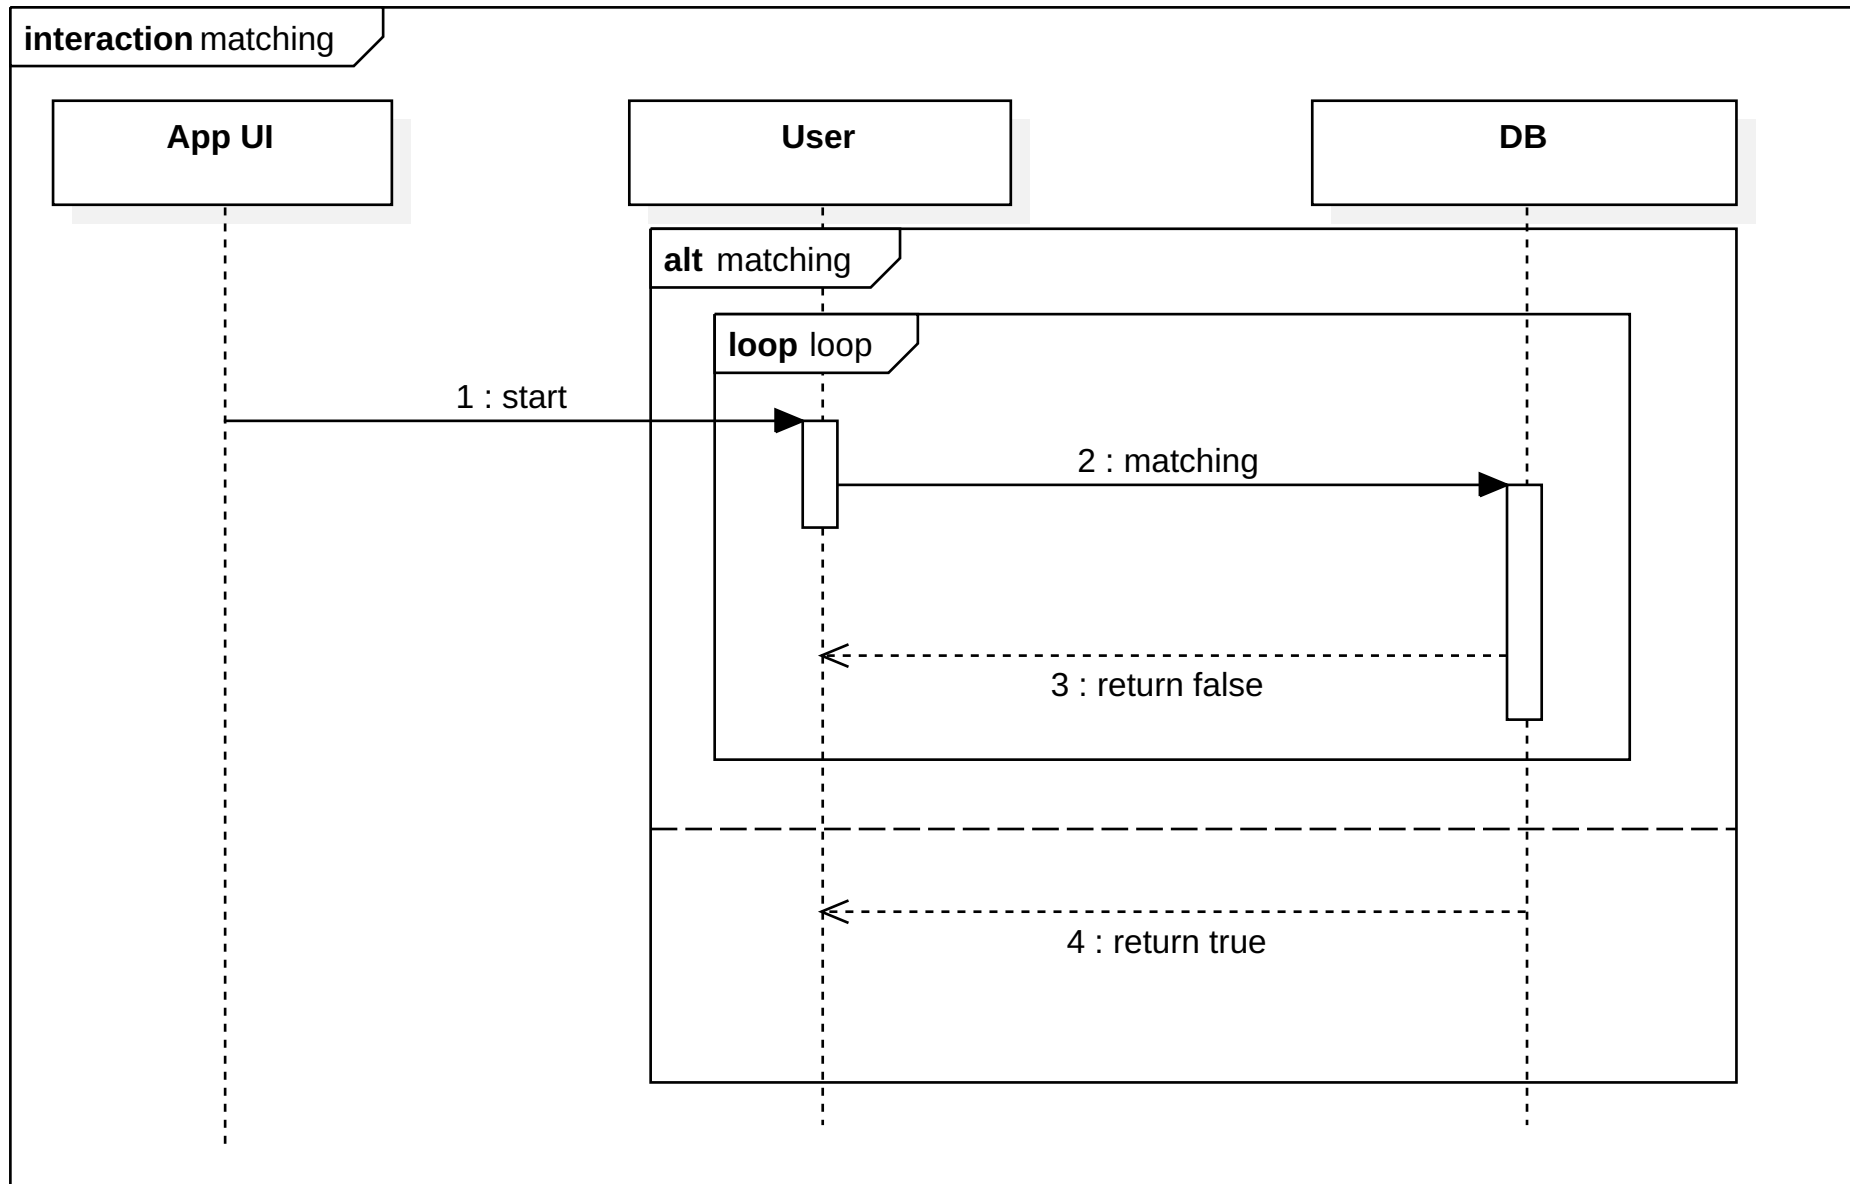 interaction matching
App UI
User
DB
alt matching
loop loop
1 : start
2 : matching
3 : return false
4 : return true